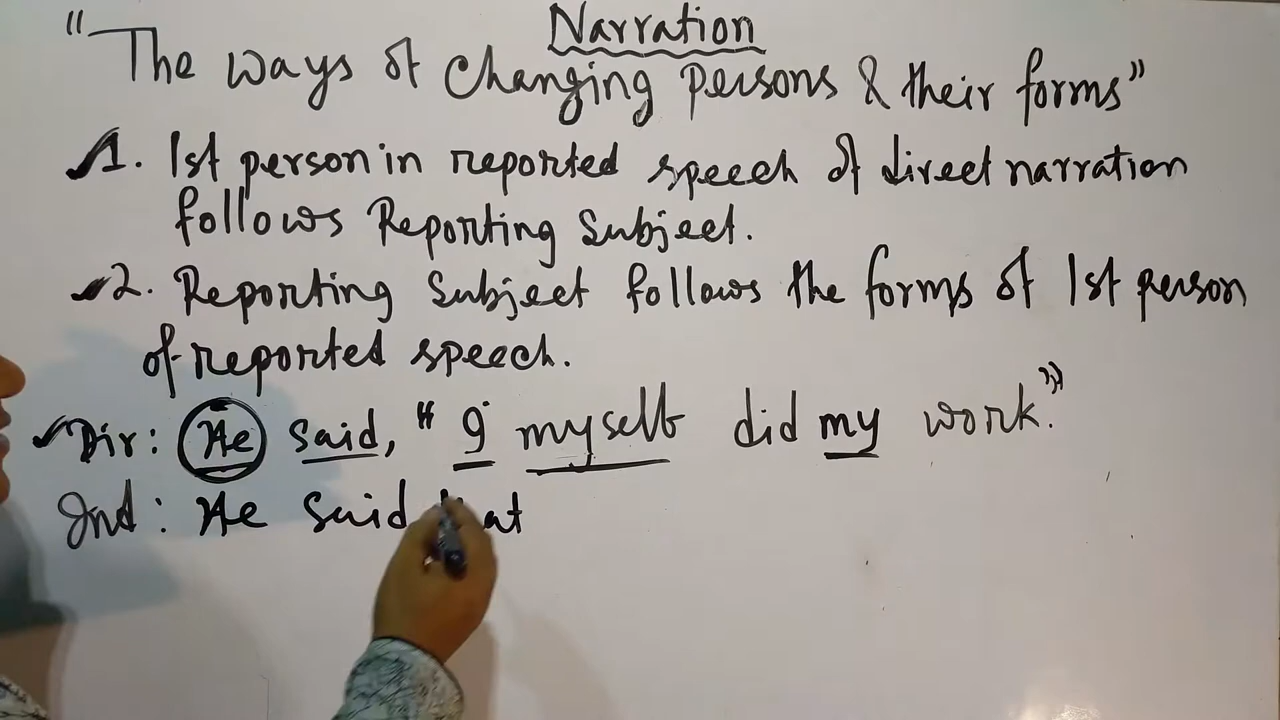 Narration
"The ways of Changing persons & their forms"
1. 1st person in reported speech of direct narration
follows Reporting Subject.
2. Reporting Subject follows the forms of 1st person
of reported speech.
Dir: He said, "I myself did my work."
Ind: He said that